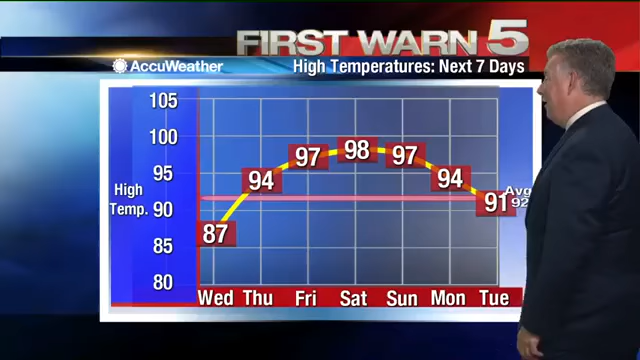 FIRST WARN 5
AccuWeather
High Temperatures: Next 7 Days
105
100
95
90
85
80
High
Temp.
87
94
97
98
97
94
91
Avg
92
Wed Thu Fri Sat Sun Mon Tue